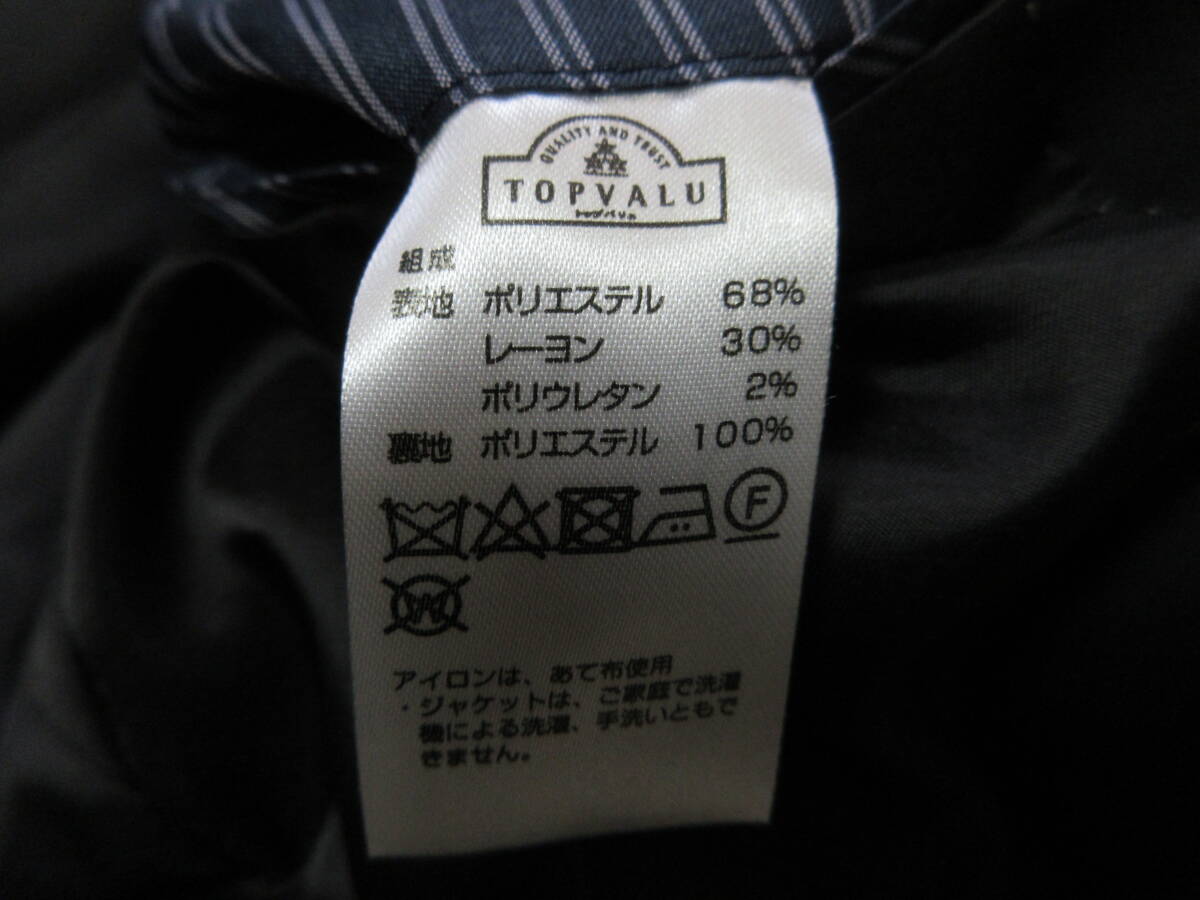 QUALITY AND TRUST
TOPVALU
トップバリュ
組成
表地 ポリエステル 68%
レーヨン 30%
ポリウレタン 2%
裏地 ポリエステル 100%
F
W
アイロンは、あて布使用
・ジャケットは、ご家庭で洗濯
機による洗濯、手洗いともで
きません。